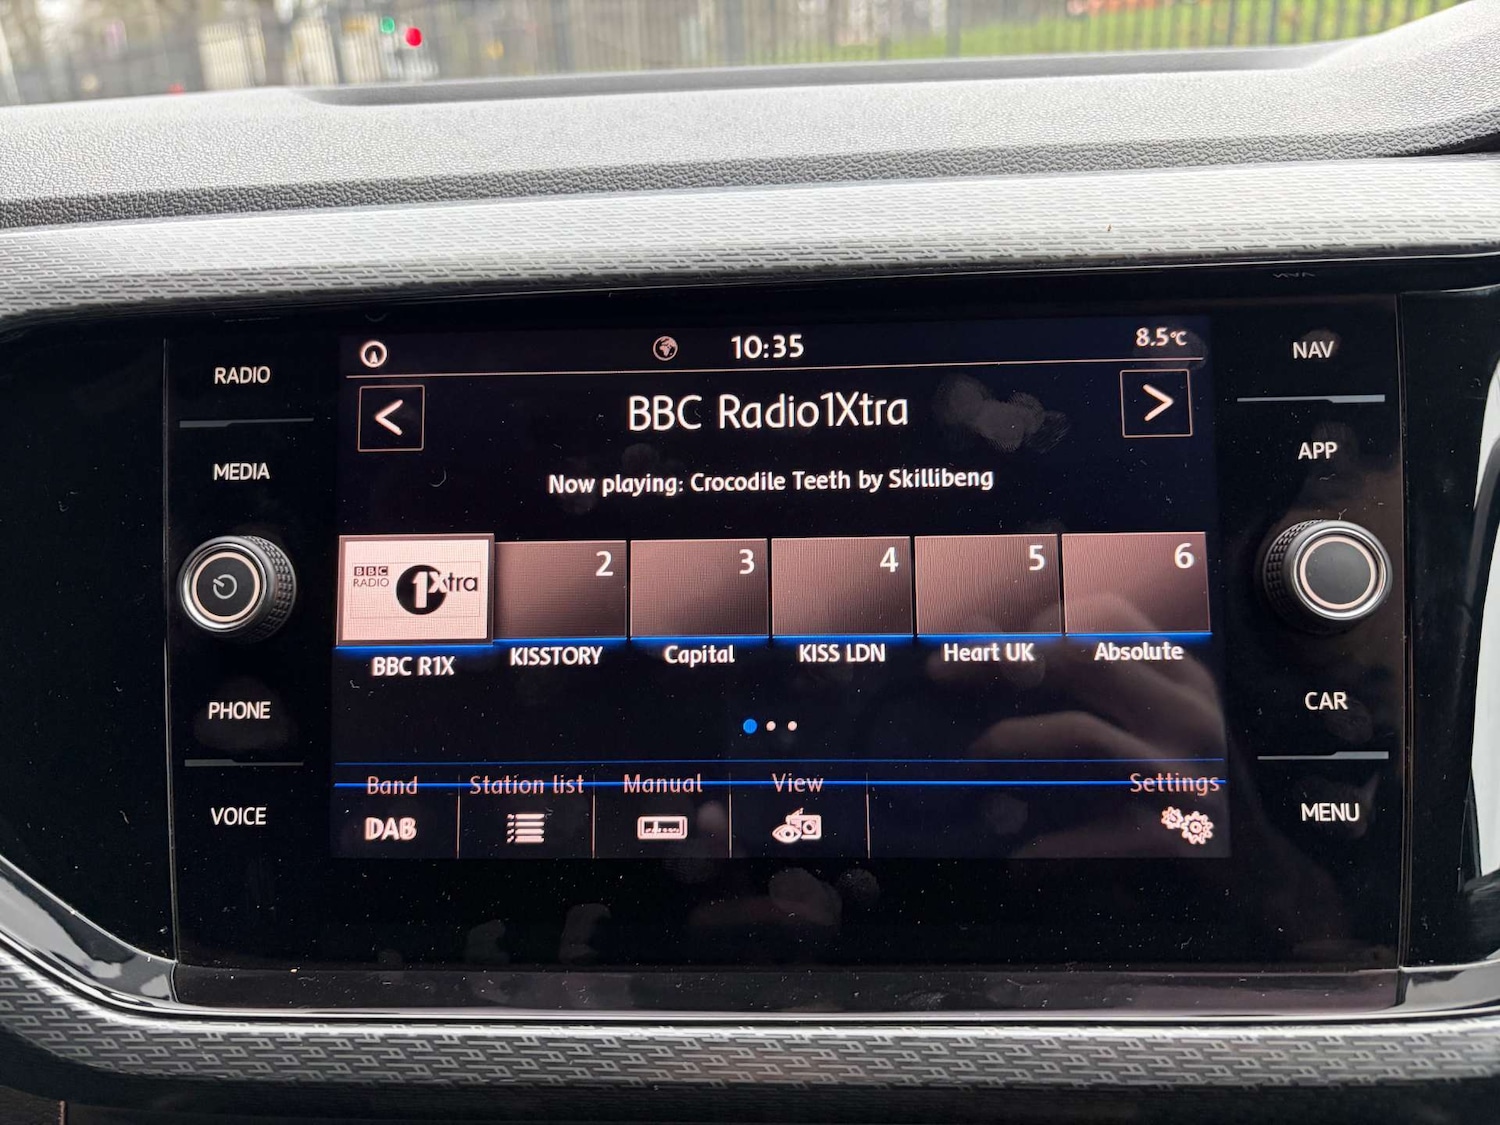 10:35
8.5°C
RADIO
NAV
<
BBC Radio1Xtra
>
MEDIA
APP
Now playing: Crocodile Teeth by Skillibeng
BBC
RADIO
1Xtra
2
3
4
5
6
BBC R1X
KISSTORY
Capital
KISS LDN
Heart UK
Absolute
PHONE
CAR
Band
Station list
Manual
View
Settings
DAB
VOICE
MENU